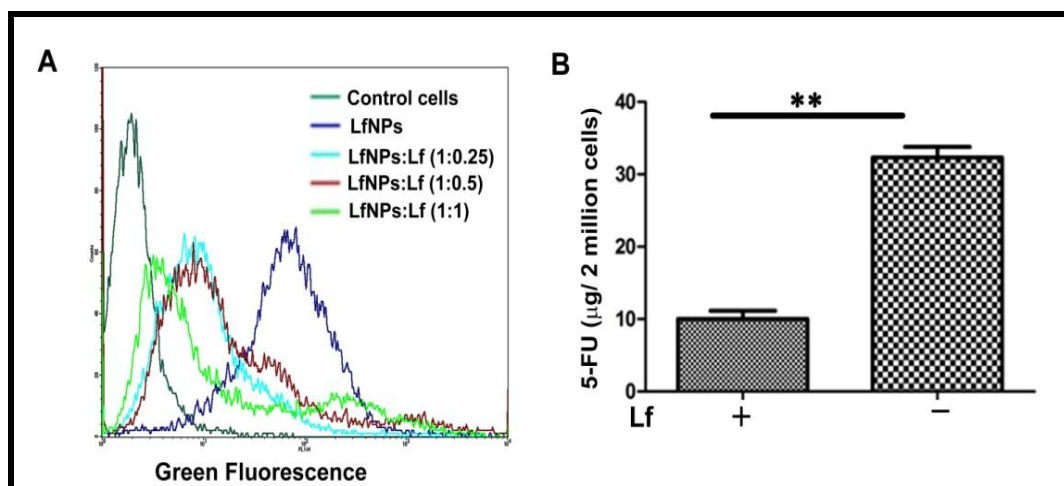 A
Control cells
LfNPs
LfNPs:Lf (1:0.25)
LfNPs:Lf (1:0.5)
LfNPs:Lf (1:1)
Green Fluorescence
B
**
5-FU (μg/ 2 million cells)
40
30
20
10
0
Lf + −